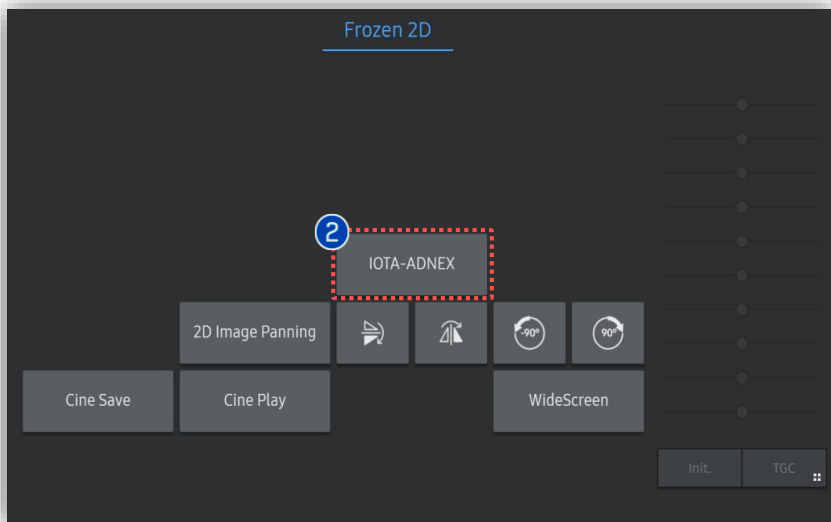 Frozen 2D
2
IOTA-ADNEX
2D Image Panning
-90°
90°
Cine Save
Cine Play
WideScreen
Init.
TGC